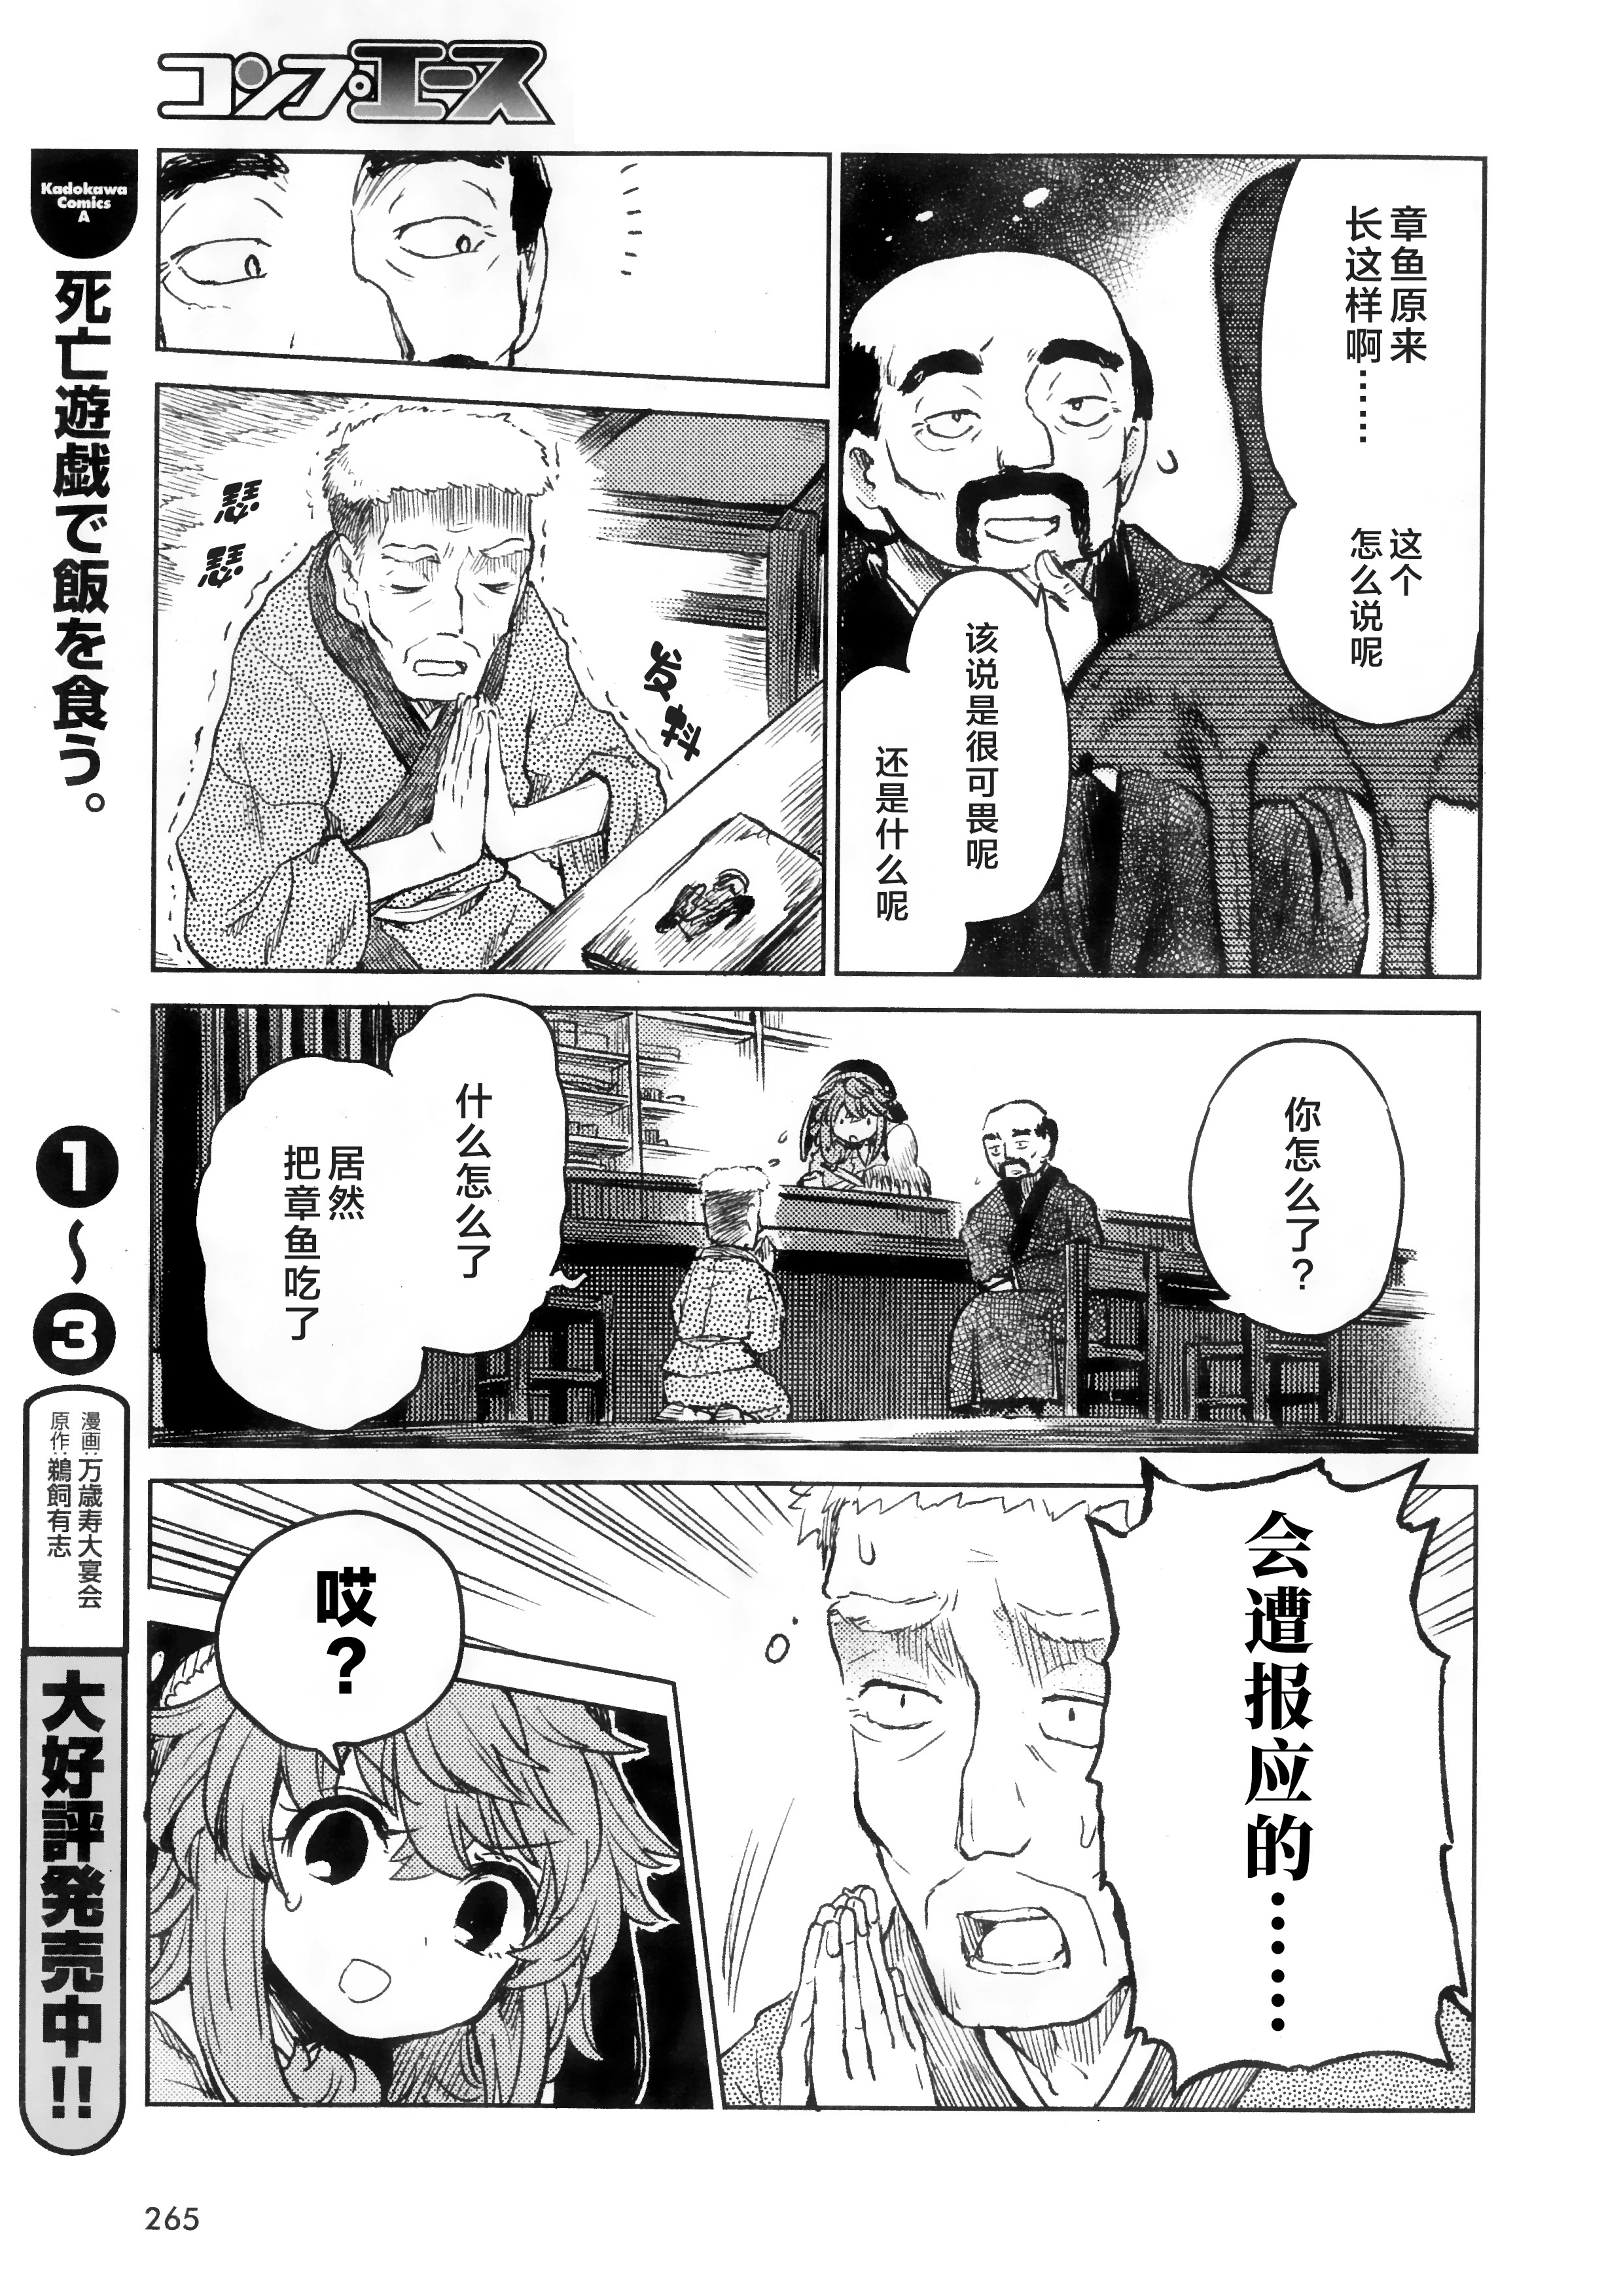 コンプエース
章鱼原来
长这样啊……
这个
怎么说呢
该说是很可畏呢
还是什么呢
窸
窣
发
抖
你怎么了?
什么怎么了
居然
把章鱼吃了
会遭报应的……
哎?
Kadokawa
Comics
A
死亡遊戯で飯を食う。
1~3
漫画:万歳寿大宴会
原作:鵜飼有志
大好評発売中!!
265